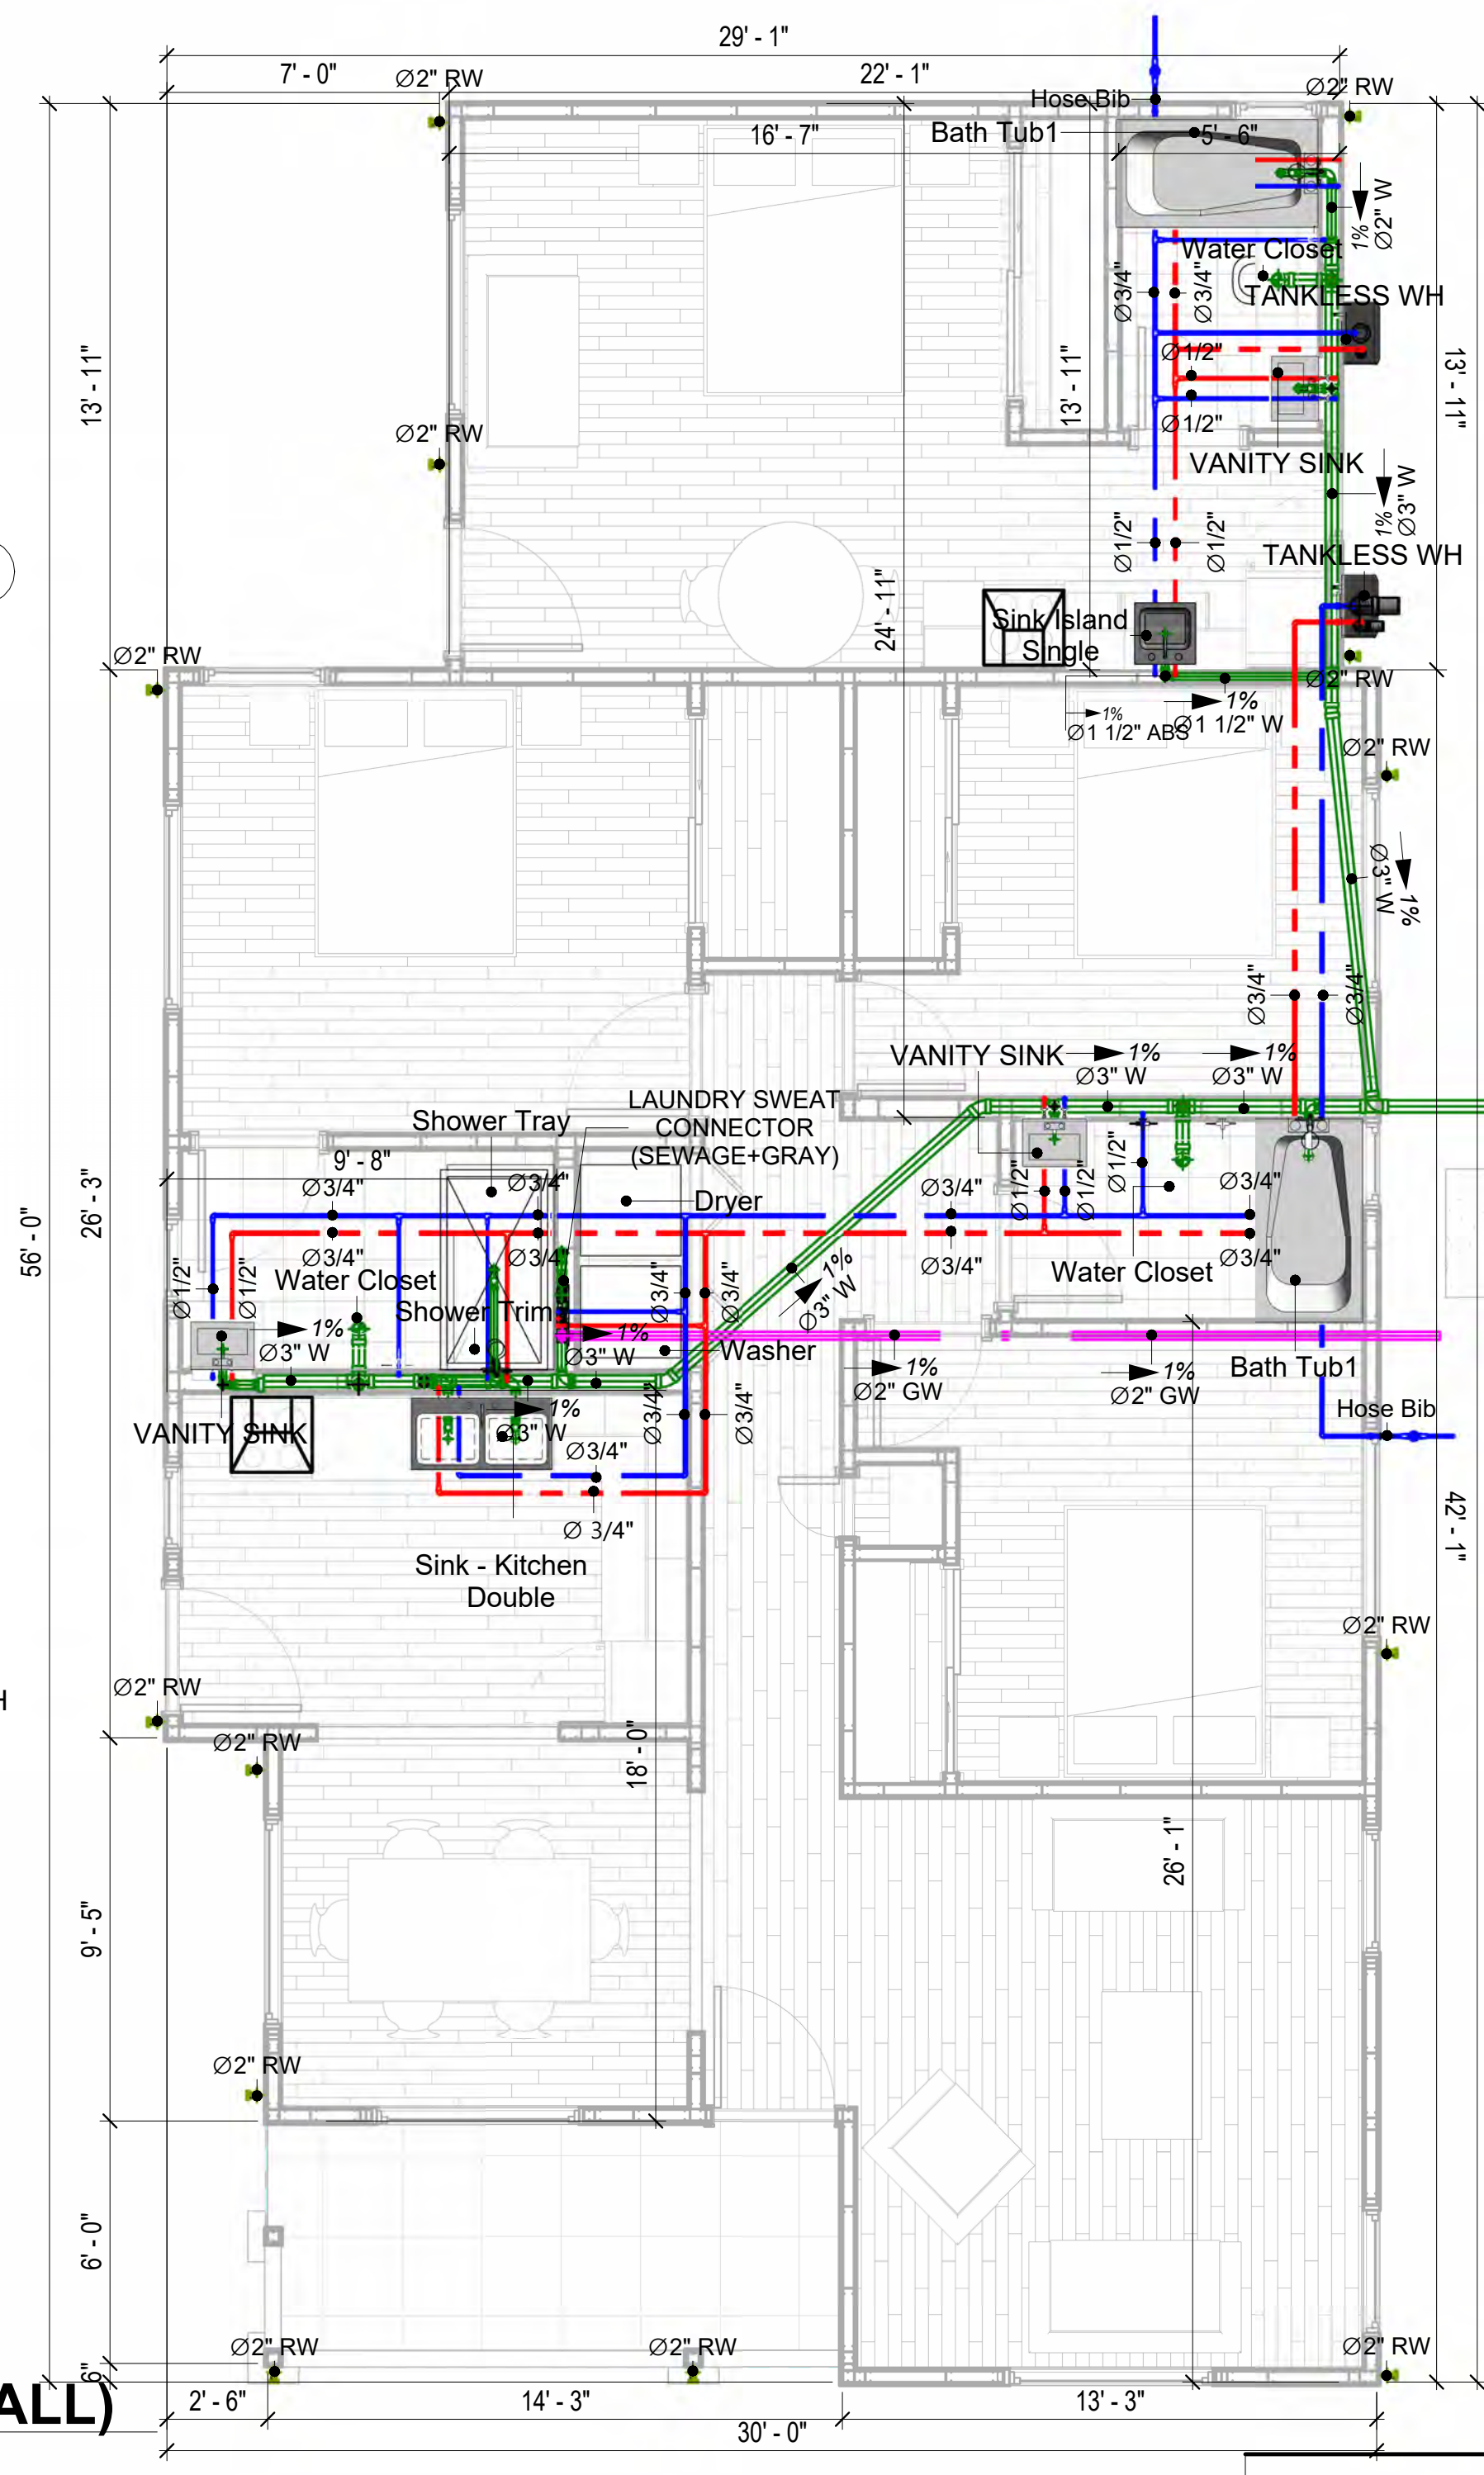 29' - 1"
7' - 0"
Ø2" RW
22' - 1"
Ø2" RW
Hose Bib
Bath Tub1
16' - 7"
5' - 6"
1%
Ø2" W
Water Closet
Ø3/4"
Ø3/4"
TANKLESS WH
13' - 11"
13' - 11"
13' - 11"
Ø1/2"
Ø1/2"
Ø2" RW
VANITY SINK
1%
Ø3" W
Ø1/2"
Ø1/2"
TANKLESS WH
24' - 11"
Sink Island
Single
Ø2" RW
Ø2" RW
1%
Ø1 1/2" ABS
1%
Ø1 1/2" W
Ø2" RW
Ø3" W
1%
Ø3/4"
Ø3/4"
VANITY SINK
1%
Ø3" W
1%
Ø3" W
LAUNDRY SWEAT
CONNECTOR
(SEWAGE+GRAY)
Shower Tray
9' - 8"
Ø3/4"
Ø3/4"
Dryer
Ø3/4"
Ø1/2"
Ø1/2"
Ø1/2"
Ø3/4"
26' - 3"
56' - 0"
Ø3/4"
Ø3/4"
Ø3/4"
Ø3/4"
Ø1/2"
Ø1/2"
Water Closet
Ø3/4"
Ø3/4"
1%
Ø3" W
Water Closet
Shower Trim
1%
Ø3" W
1%
Ø3" W
Washer
1%
Ø2" GW
1%
Ø2" GW
Bath Tub1
Hose Bib
VANITY SINK
1%
Ø3" W
Ø3/4"
Ø3/4"
Ø3/4"
Ø 3/4"
Sink - Kitchen
Double
42' - 1"
Ø2" RW
H
Ø2" RW
Ø2" RW
18' - 0"
26' - 1"
9' - 5"
Ø2" RW
6' - 0"
Ø2" RW
Ø2" RW
Ø2" RW
6"
ALL)
2' - 6"
14' - 3"
13' - 3"
30' - 0"